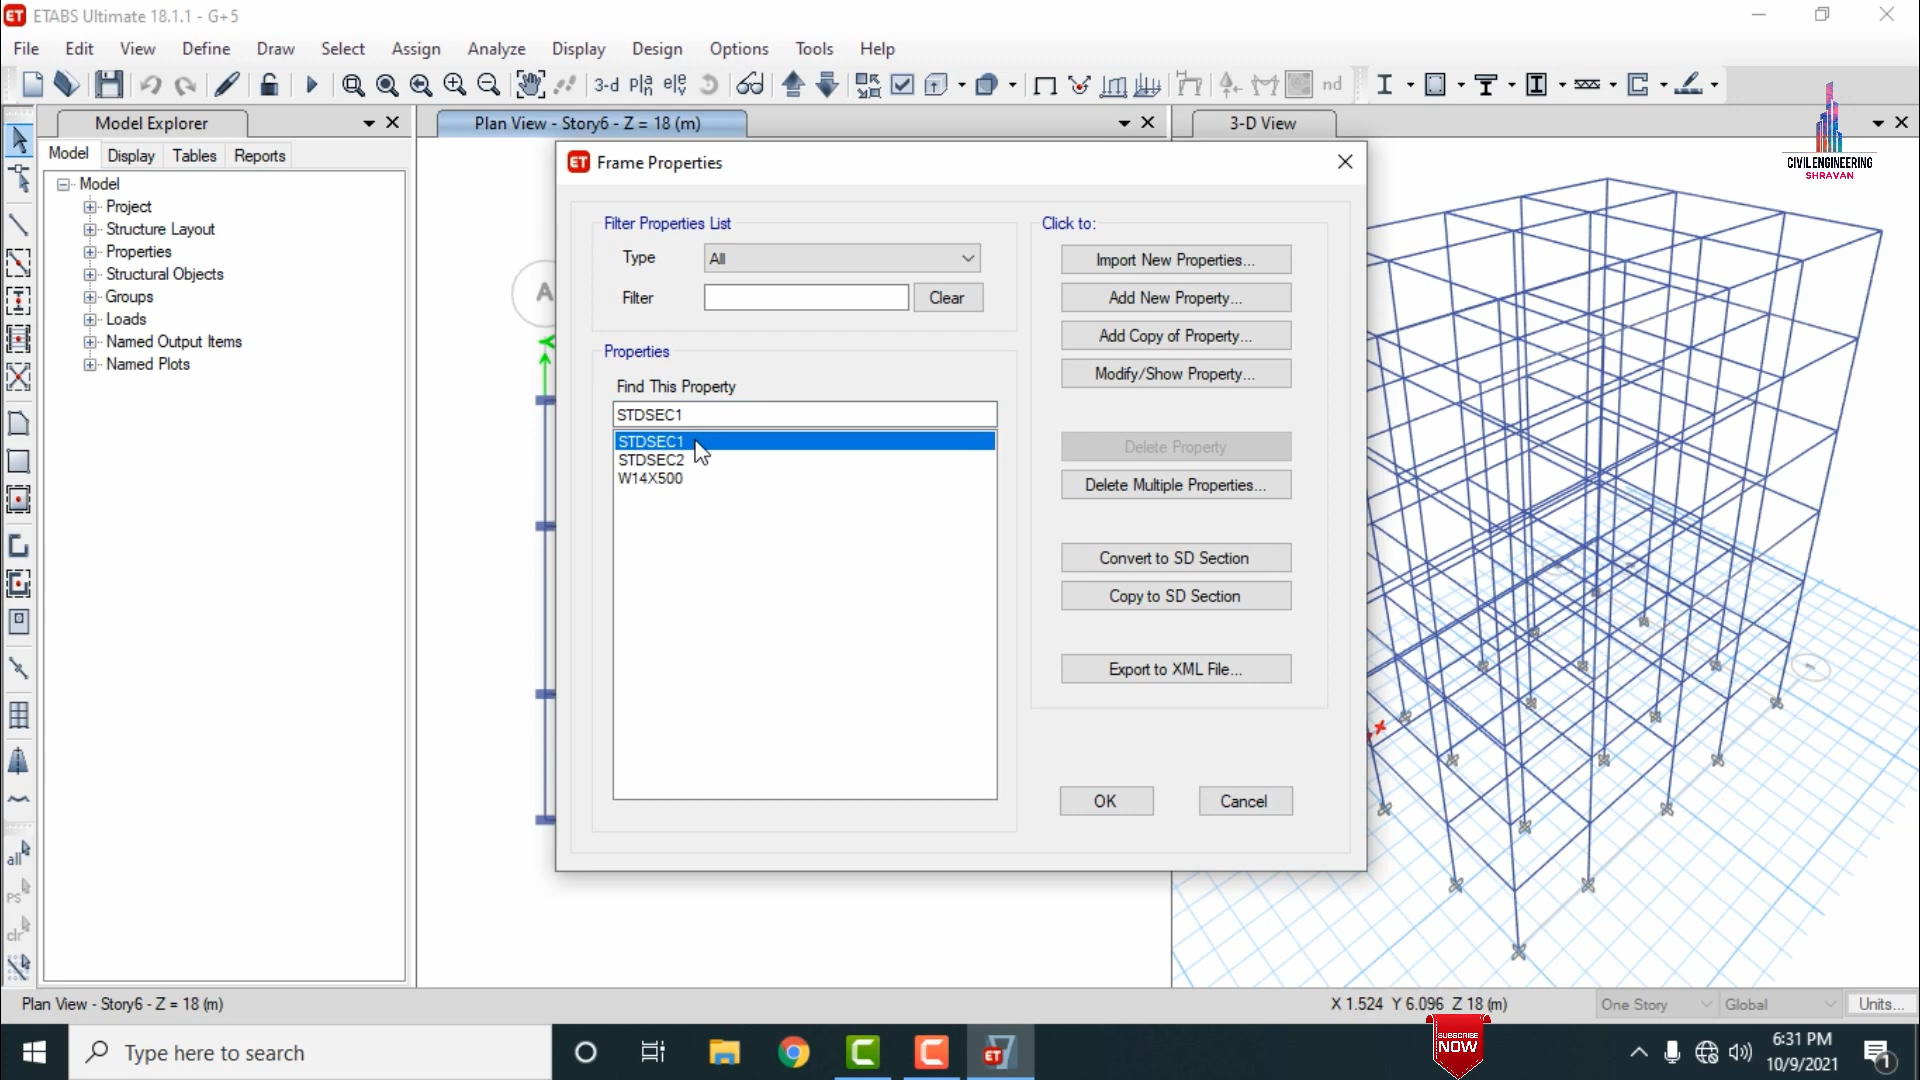 ETABS Ultimate 18.1.1 - G+5
File Edit View Define Draw Select Assign Analyze Display Design Options Tools Help
3-d nd
Model Explorer
Plan View - Story6 - Z = 18 (m)
3-D View
CIVIL ENGINEERING
SHRAVAN
Model Display Tables Reports
Model
Project
Structure Layout
Properties
Structural Objects
Groups
Loads
Named Output Items
Named Plots
A
Frame Properties
Filter Properties List
Type All
Filter Clear
Properties
Find This Property
STDSEC1
STDSEC1
STDSEC2
W14X500
Click to:
Import New Properties...
Add New Property...
Add Copy of Property...
Modify/Show Property...
Delete Property
Delete Multiple Properties...
Convert to SD Section
Copy to SD Section
Export to XML File...
OK Cancel
all
ps
clr
Plan View - Story6 - Z = 18 (m)
X 1.524 Y 6.096 Z 18 (m)
One Story Global Units...
Type here to search
SUBSCRIBE
NOW
6:31 PM
10/9/2021
1